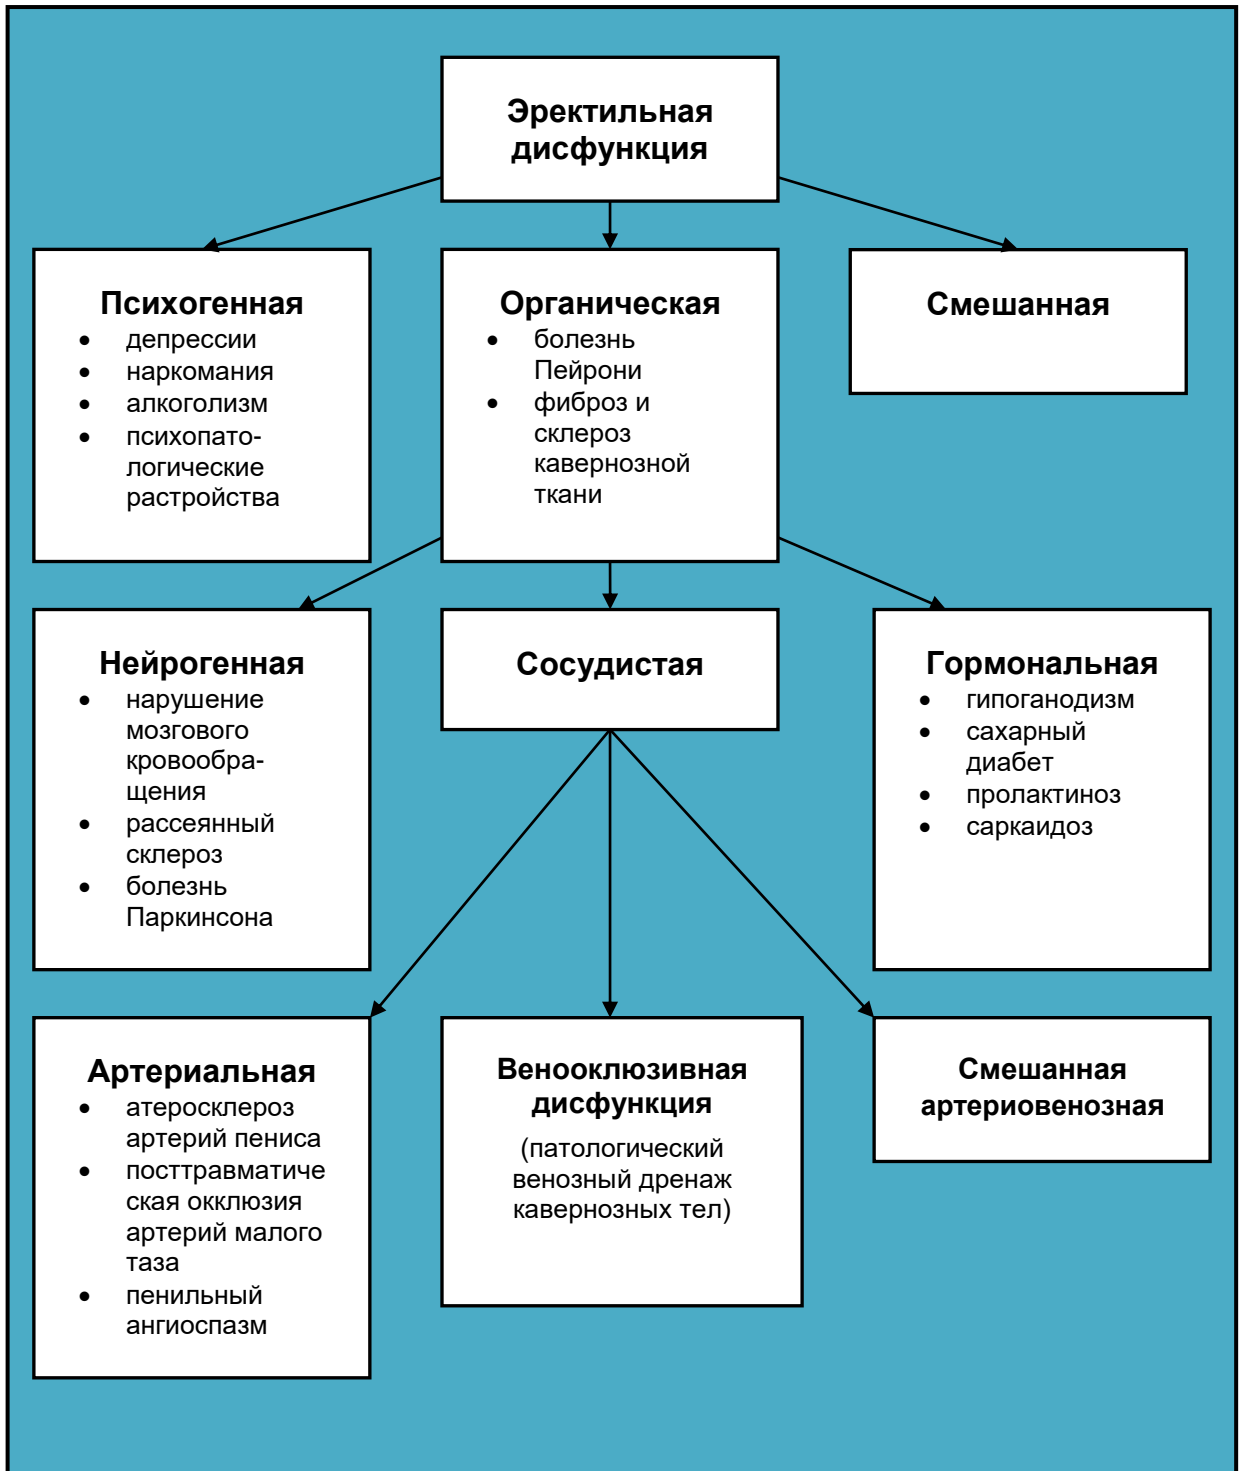 Эректильная
дисфункция
Психогенная
• депрессии
• наркомания
• алкоголизм
• психопато-
логические
растройства
Органическая
• болезнь
Пейрони
• фиброз и
склероз
кавернозной
ткани
Смешанная
Нейрогенная
• нарушение
мозгового
кровообра-
щения
• рассеянный
склероз
• болезнь
Паркинсона
Сосудистая
Гормональная
• гипоганодизм
• сахарный
диабет
• пролактиноз
• саркаидоз
Артериальная
• атеросклероз
артерий пениса
• посттравматиче
ская окклюзия
артерий малого
таза
• пенильный
ангиоспазм
Венооклюзивная
дисфункция
(патологический
венозный дренаж
кавернозных тел)
Смешанная
артериовенозная